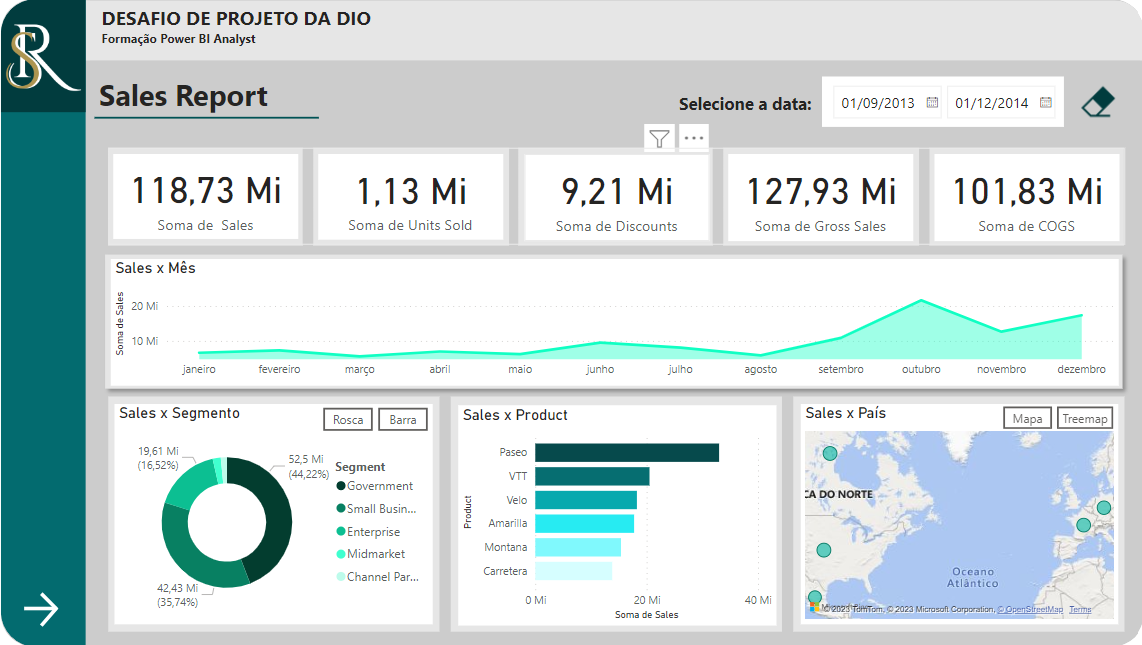 DESAFIO DE PROJETO DA DIO
Formação Power BI Analyst
Sales Report
Selecione a data:
01/09/2013
01/12/2014
118,73 Mi
Soma de Sales
1,13 Mi
Soma de Units Sold
9,21 Mi
Soma de Discounts
127,93 Mi
Soma de Gross Sales
101,83 Mi
Soma de COGS
Sales x Mês
Soma de Sales
20 Mi
10 Mi
janeiro fevereiro março abril maio junho julho agosto setembro outubro novembro dezembro
Sales x Segmento
Rosca
Barra
19,61 Mi
(16,52%)
52,5 Mi
(44,22%)
42,43 Mi
(35,74%)
Segment
Government
Small Busin...
Enterprise
Midmarket
Channel Par...
Sales x Product
Product
Paseo
VTT
Velo
Amarilla
Montana
Carretera
0 Mi 20 Mi 40 Mi
Soma de Sales
Sales x País
Mapa
Treemap
CA DO NORTE
Oceano
Atlântico
© 2023 TomTom, © 2023 Microsoft Corporation, © OpenStreetMap Terms